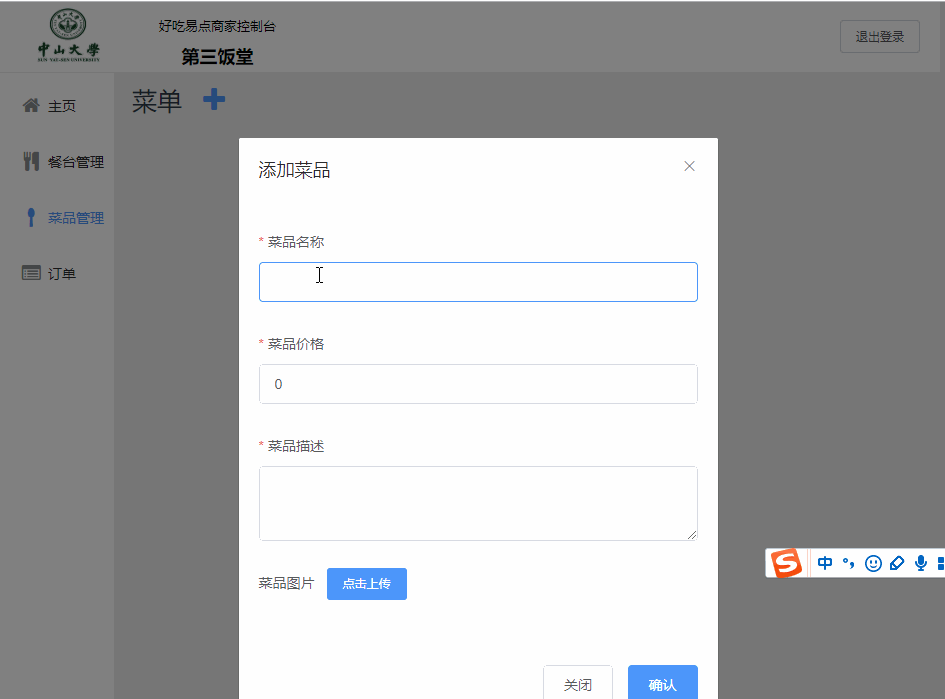 中山大學
SUN YAT-SEN UNIVERSITY
好吃易点商家控制台
第三饭堂
退出登录
主页
餐台管理
菜品管理
订单
菜单
添加菜品
* 菜品名称
* 菜品价格
0
* 菜品描述
菜品图片
点击上传
关闭
确认
S
中